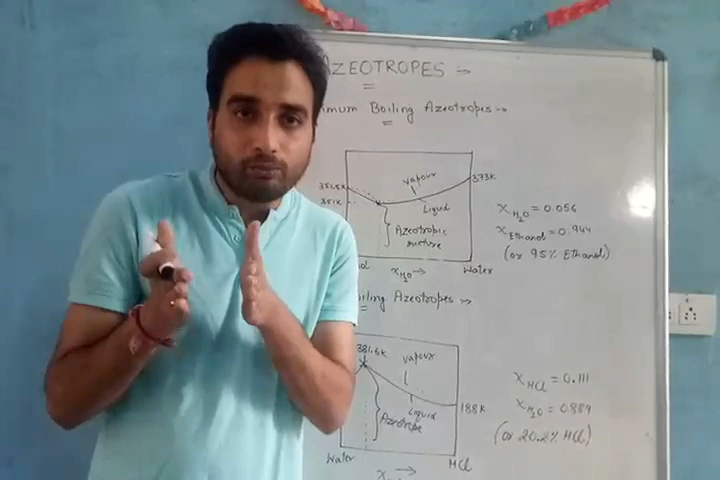 AZEOTROPES →
Boiling Azeotropes →
vapour
373K
351.5K
351K
Liquid
Azeotropic
mixture
x H₂O →
Water
x H₂O = 0.056
x Ethanol = 0.944
(or 95% Ethanol)
Boiling Azeotropes →
381.6K
vapour
Liquid
188K
Azeotrope
Water
x →
HCl
x HCl = 0.111
x H₂O = 0.889
(or 20.2% HCl)